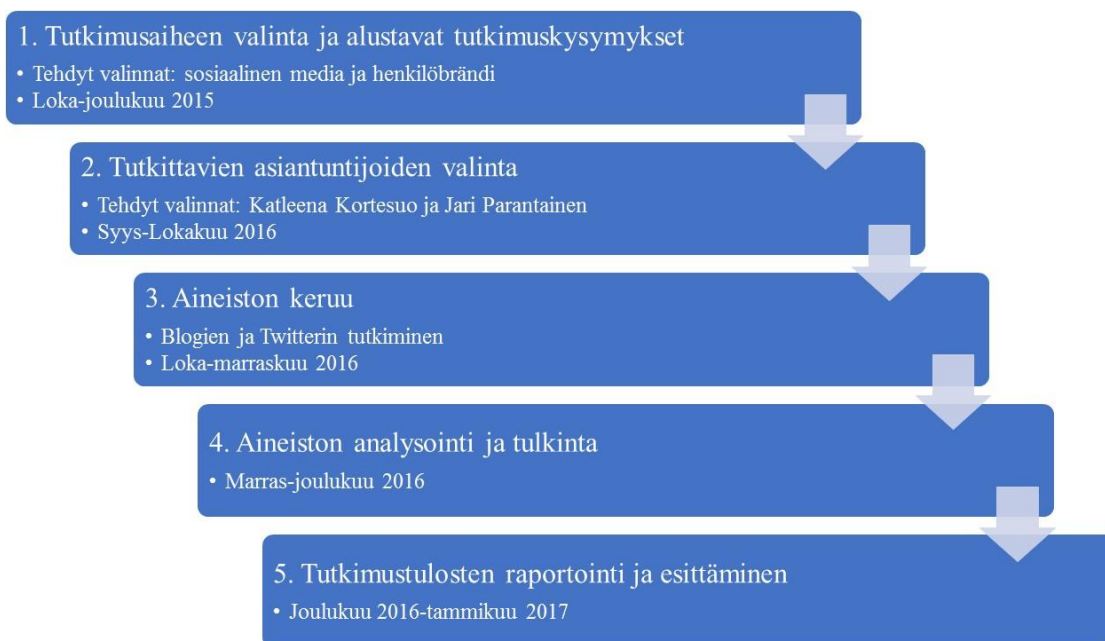 1. Tutkimusaiheen valinta ja alustavat tutkimuskysymykset
• Tehdyt valinnat: sosiaalinen media ja henkilöbrändi
• Loka-joulukuu 2015
2. Tutkittavien asiantuntijoiden valinta
• Tehdyt valinnat: Katleena Kortesuo ja Jari Parantainen
• Syys-Lokakuu 2016
3. Aineiston keruu
• Blogien ja Twitterin tutkiminen
• Loka-marraskuu 2016
4. Aineiston analysointi ja tulkinta
• Marras-joulukuu 2016
5. Tutkimustulosten raportointi ja esittäminen
• Joulukuu 2016-tammikuu 2017